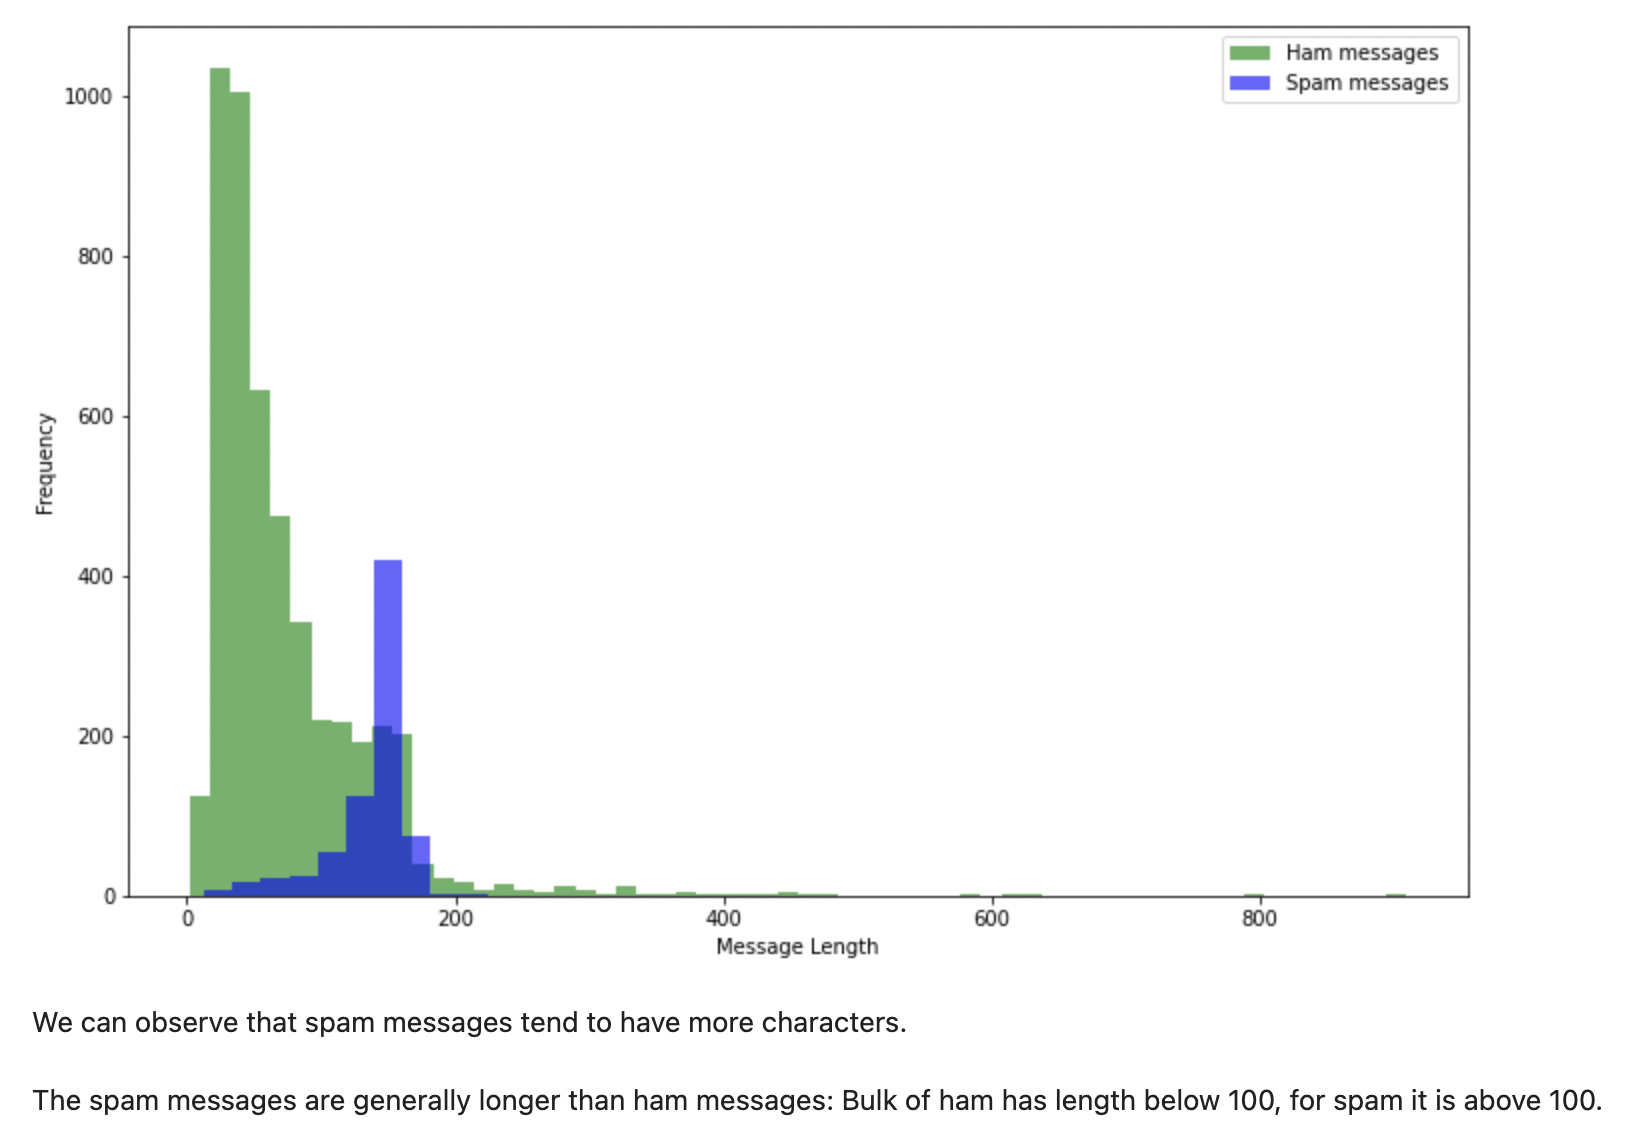 Ham messages
Spam messages
1000
800
600
400
200
0
Frequency
0 200 400 600 800
Message Length
We can observe that spam messages tend to have more characters.
The spam messages are generally longer than ham messages: Bulk of ham has length below 100, for spam it is above 100.